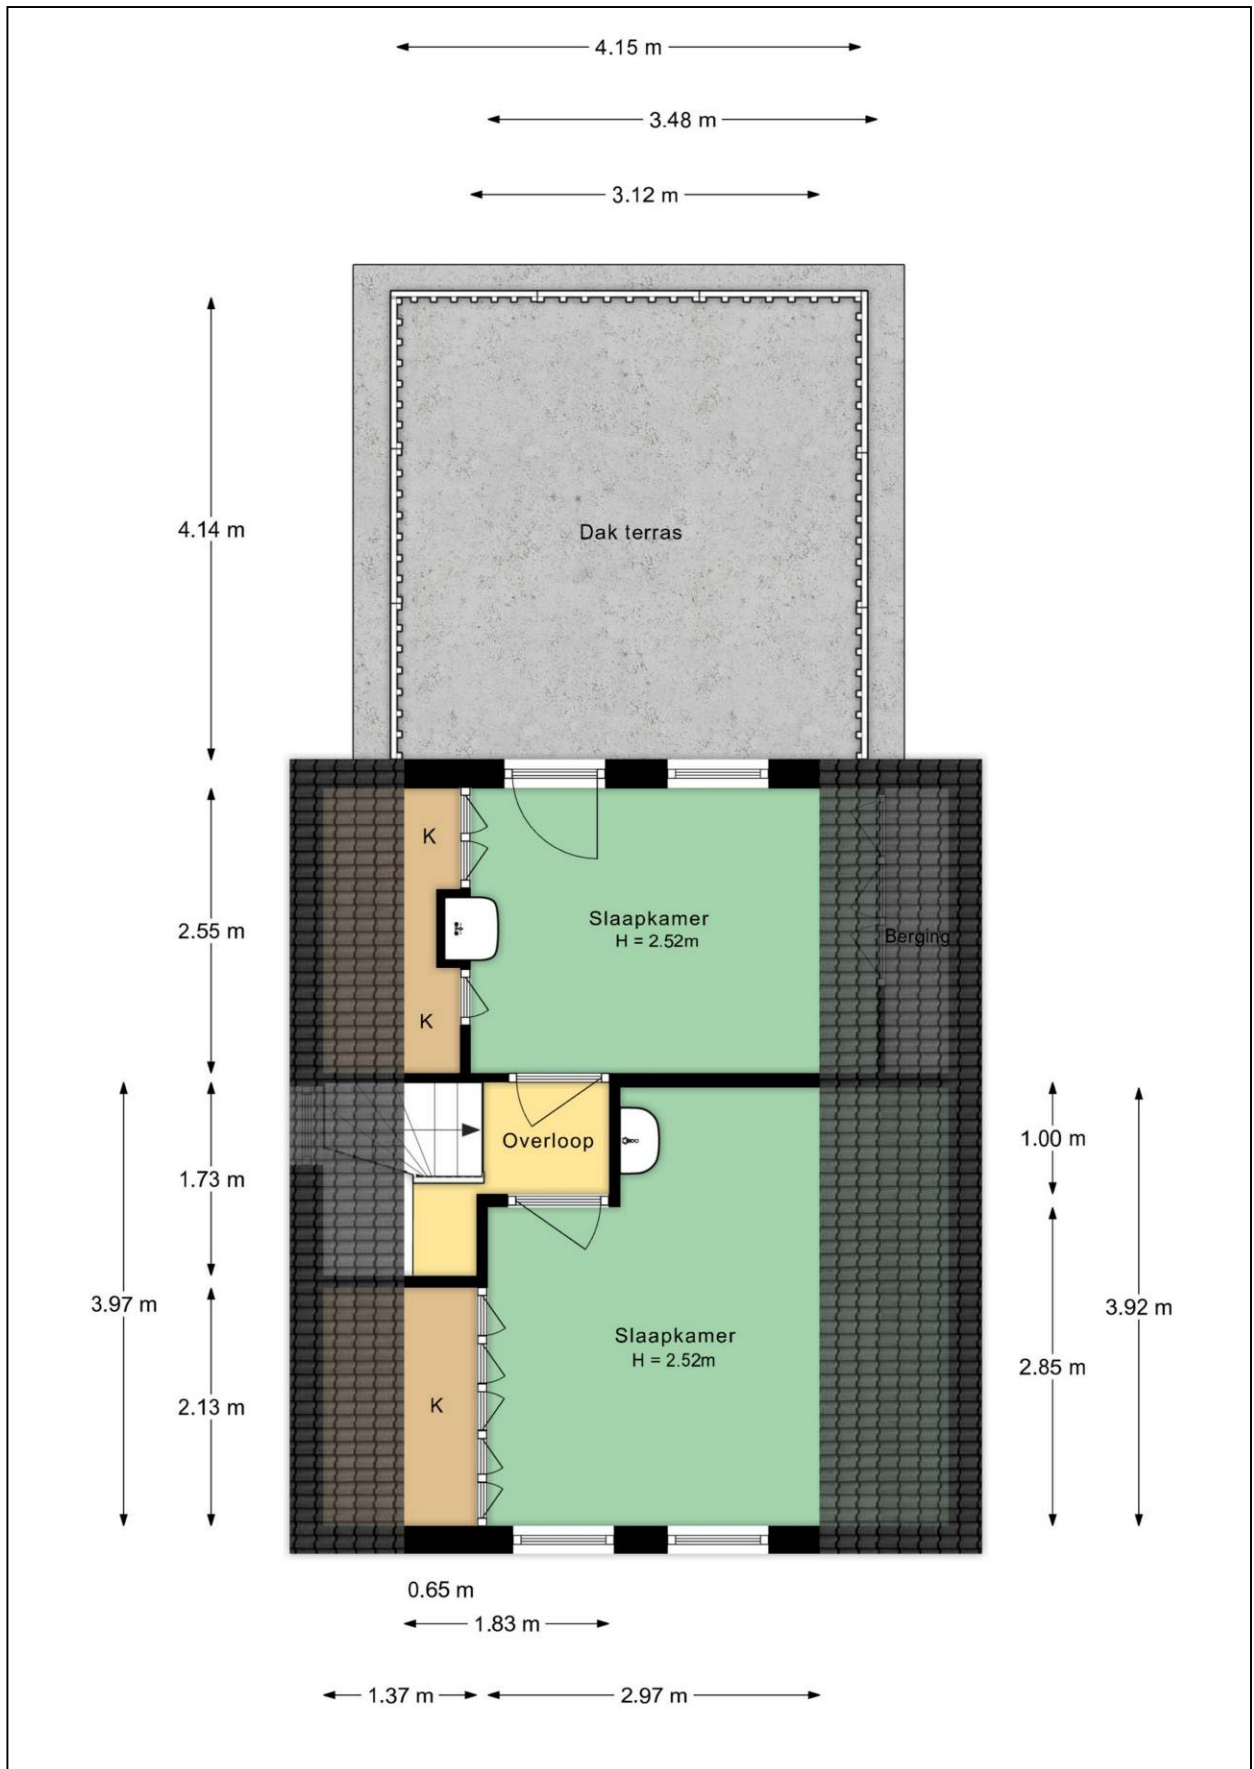 4.15 m
3.48 m
3.12 m
4.14 m
Dak terras
K
2.55 m
Slaapkamer
H = 2.52m
Berging
K
Overloop
1.00 m
1.73 m
3.97 m
3.92 m
Slaapkamer
H = 2.52m
2.85 m
K
2.13 m
0.65 m
1.83 m
1.37 m
2.97 m